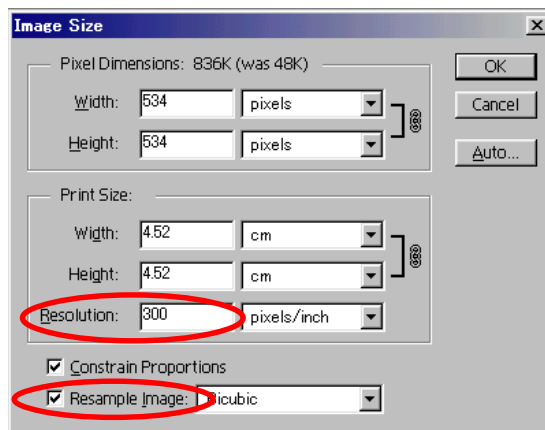 Image Size
Pixel Dimensions: 836K (was 48K)
OK
Width: 534 pixels
Cancel
Height: 534 pixels
Auto...
Print Size:
Width: 4.52 cm
Height: 4.52 cm
Resolution: 300 pixels/inch
Constrain Proportions
Resample Image: Bicubic